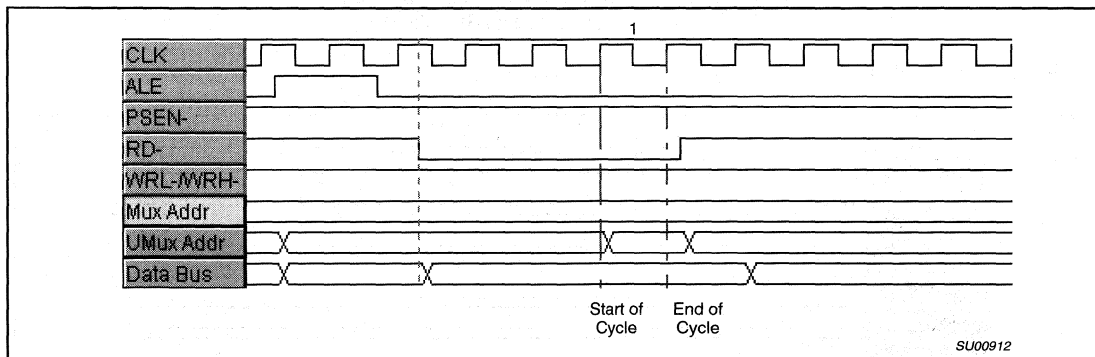 1
CLK
ALE
PSEN-
RD-
WRL-/WRH-
Mux Addr
UMux Addr
Data Bus
Start of Cycle
End of Cycle
SU00912